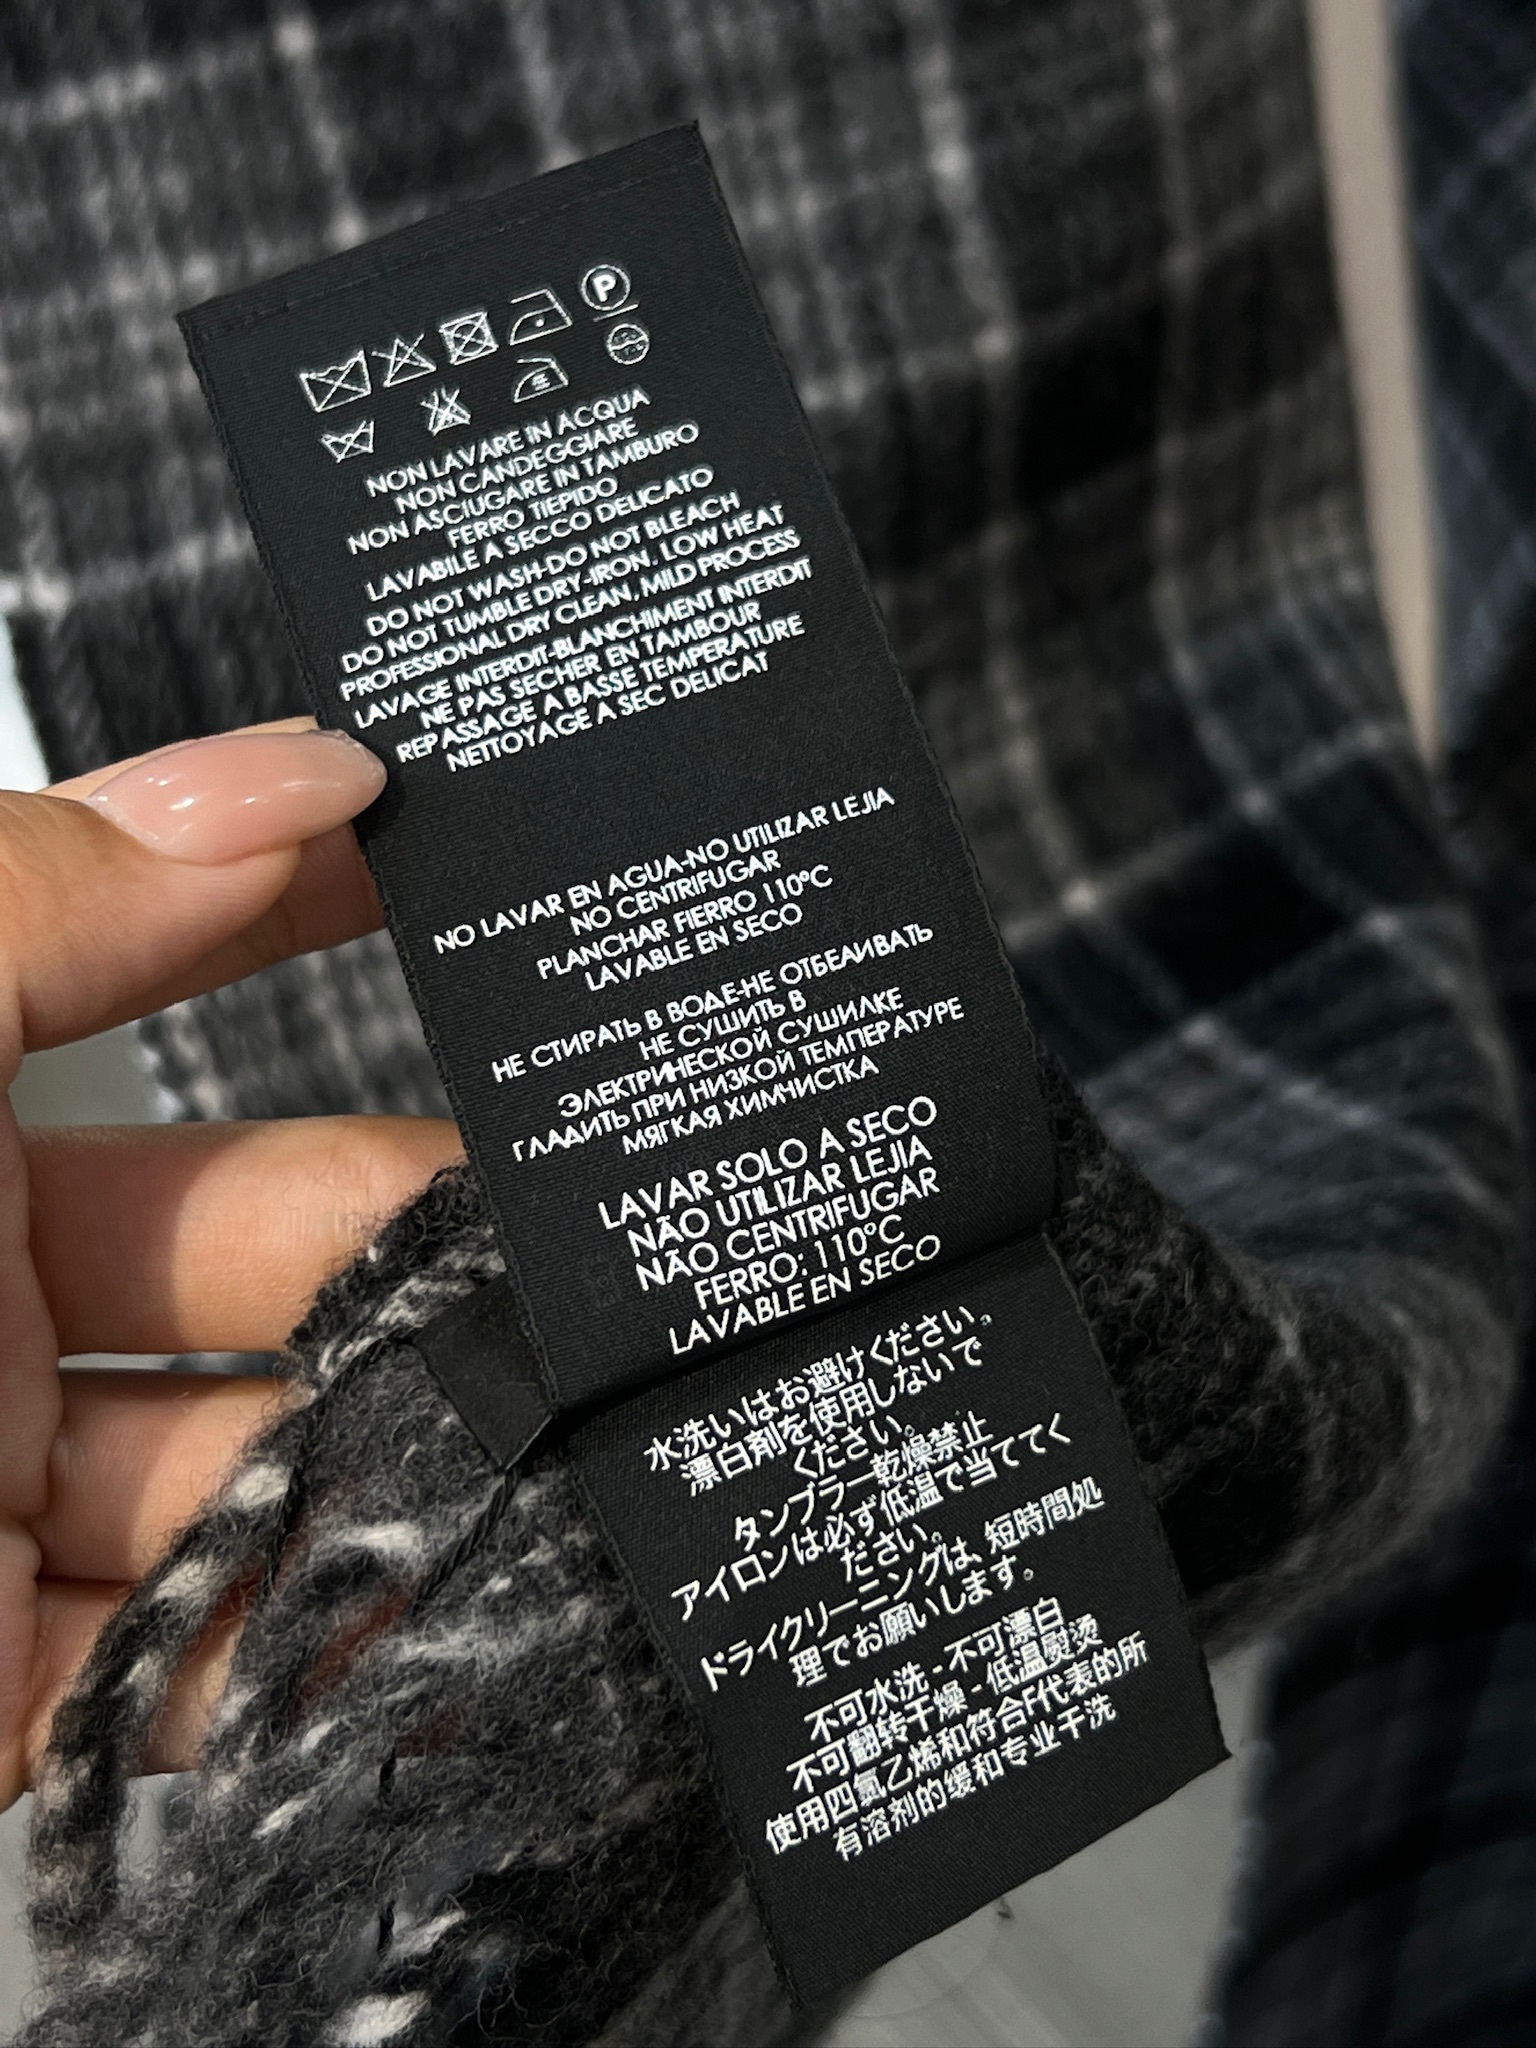 P
NON LAVARE IN ACQUA
NON CANDEGGIARE
NON ASCIUGARE IN TAMBURO
FERRO TIEPIDO
LAVABILE A SECCO DELICATO
DO NOT WASH-DO NOT BLEACH
DO NOT TUMBLE DRY-IRON, LOW HEAT
PROFESSIONAL DRY CLEAN, MILD PROCESS
LAVAGE INTERDIT-BLANCHIMENT INTERDIT
NE PAS SECHER EN TAMBOUR
REPASSAGE A BASSE TEMPERATURE
NETTOYAGE A SEC DELICAT
NO LAVAR EN AGUA-NO UTILIZAR LEJIA
NO CENTRIFUGAR
PLANCHAR FIERRO 110°C
LAVABLE EN SECO
НЕ СТИРАТЬ В ВОДЕ-НЕ ОТБЕАИВАТЬ
НЕ СУШИТЬ В
ЭЛЕКТРИЧЕСКОЙ СУШИЛКЕ
ГЛАДИТЬ ПРИ НИЗКОЙ ТЕМПЕРАТУРЕ
МЯГКАЯ ХИМЧИСТКА
LAVAR SOLO A SECO
NÃO UTILIZAR LEJIA
NÃO CENTRIFUGAR
FERRO: 110°C
LAVABLE EN SECO
水洗いはお避けください。
漂白剤を使用しないで
ください。
タンブラー乾燥禁止
アイロンは必ず低温で当ててく
ださい。
ドライクリーニングは、短時間処
理でお願いします。
不可水洗 - 不可漂白
不可翻转干燥 - 低温熨烫
使用四氯乙烯和符合F代表的所
有溶剂的缓和专业干洗